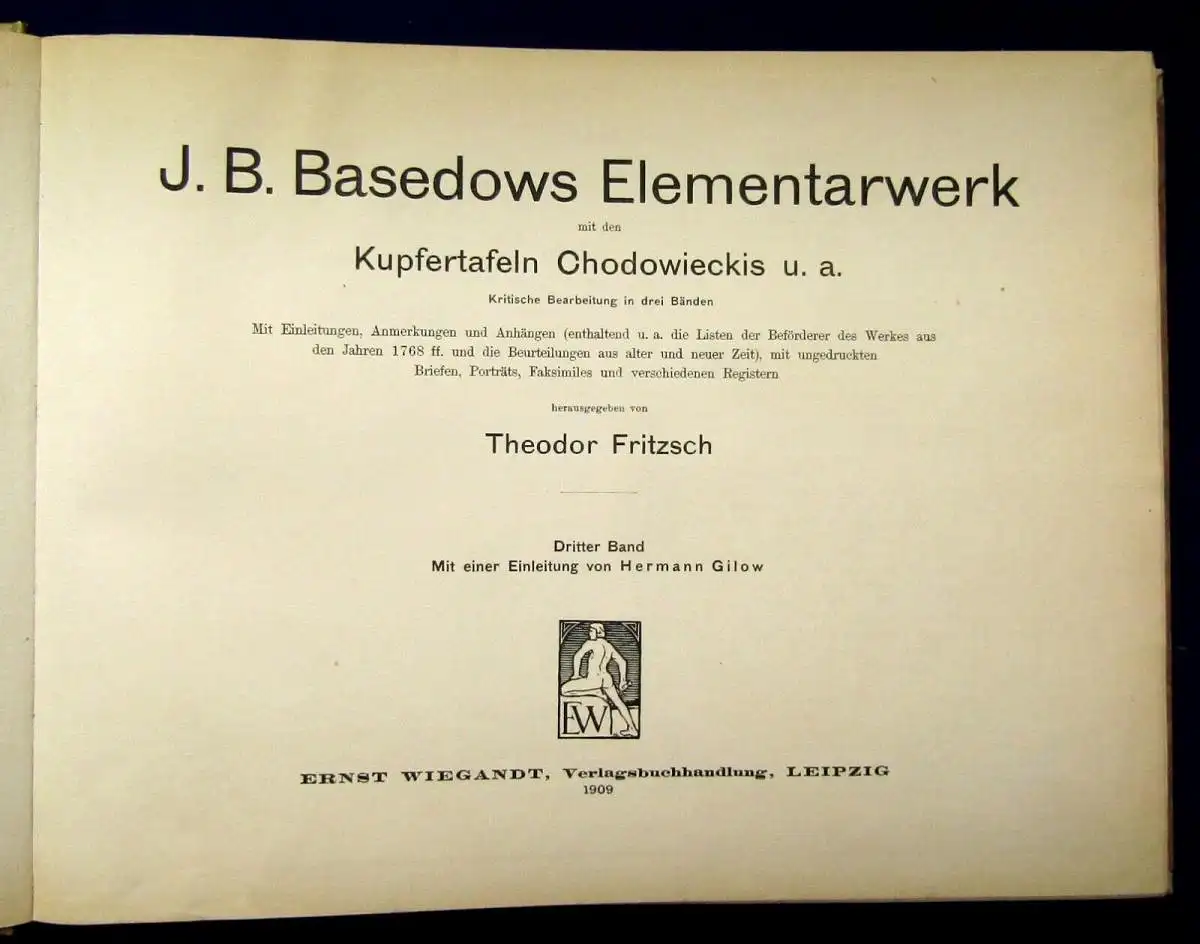 J. B. Basedows Elementarwerk
mit den
Kupfertafeln Chodowieckis u. a.
Kritische Bearbeitung in drei Bänden
Mit Einleitungen, Anmerkungen und Anhängen (enthaltend u. a. die Listen der Beförderer des Werkes aus
den Jahren 1768 ff. und die Beurteilungen aus alter und neuer Zeit), mit ungedruckten
Briefen, Porträts, Faksimiles und verschiedenen Registern
herausgegeben von
Theodor Fritzsch
Dritter Band
Mit einer Einleitung von Hermann Gilow
EW
ERNST WIEGANDT, Verlagsbuchhandlung, LEIPZIG
1909